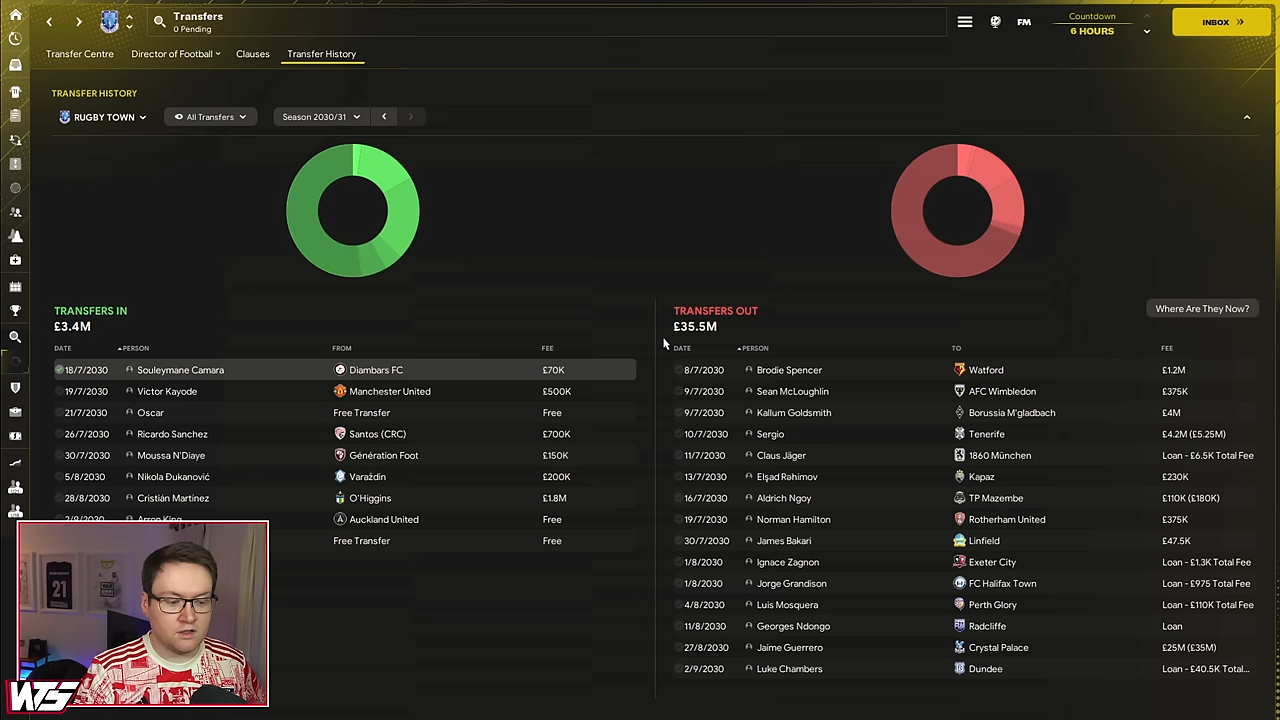 Transfers
0 Pending
FM
Countdown
6 HOURS
INBOX
Transfer Centre
Director of Football
Clauses
Transfer History
TRANSFER HISTORY
RUGBY TOWN
All Transfers
Season 2030/31
TRANSFERS IN
£3.4M
DATE PERSON FROM FEE
18/7/2030 Souleymane Camara Diambars FC £70K
19/7/2030 Victor Kayode Manchester United £500K
21/7/2030 Oscar Free Transfer Free
26/7/2030 Ricardo Sanchez Santos (CRC) £700K
30/7/2030 Moussa N'Diaye Génération Foot £150K
5/8/2030 Nikola Đukanović Varaždin £200K
28/8/2030 Cristián Martínez O'Higgins £1.8M
2/9/2030 Arron King Auckland United Free
Free Transfer Free
TRANSFERS OUT
£35.5M
Where Are They Now?
DATE PERSON TO FEE
8/7/2030 Brodie Spencer Watford £1.2M
9/7/2030 Sean McLoughlin AFC Wimbledon £375K
9/7/2030 Kallum Goldsmith Borussia M'gladbach £4M
10/7/2030 Sergio Tenerife £4.2M (£5.25M)
11/7/2030 Claus Jäger 1860 München Loan - £6.5K Total Fee
13/7/2030 Elşad Rəhimov Kapaz £230K
16/7/2030 Aldrich Ngoy TP Mazembe £110K (£180K)
19/7/2030 Norman Hamilton Rotherham United £375K
30/7/2030 James Bakari Linfield £47.5K
1/8/2030 Ignace Zagnon Exeter City Loan - £1.3K Total Fee
1/8/2030 Jorge Grandison FC Halifax Town Loan - £975 Total Fee
4/8/2030 Luis Mosquera Perth Glory Loan - £110K Total Fee
11/8/2030 Georges Ndongo Radcliffe Loan
27/8/2030 Jaime Guerrero Crystal Palace £25M (£35M)
2/9/2030 Luke Chambers Dundee Loan - £40.5K Total...
21
WTS